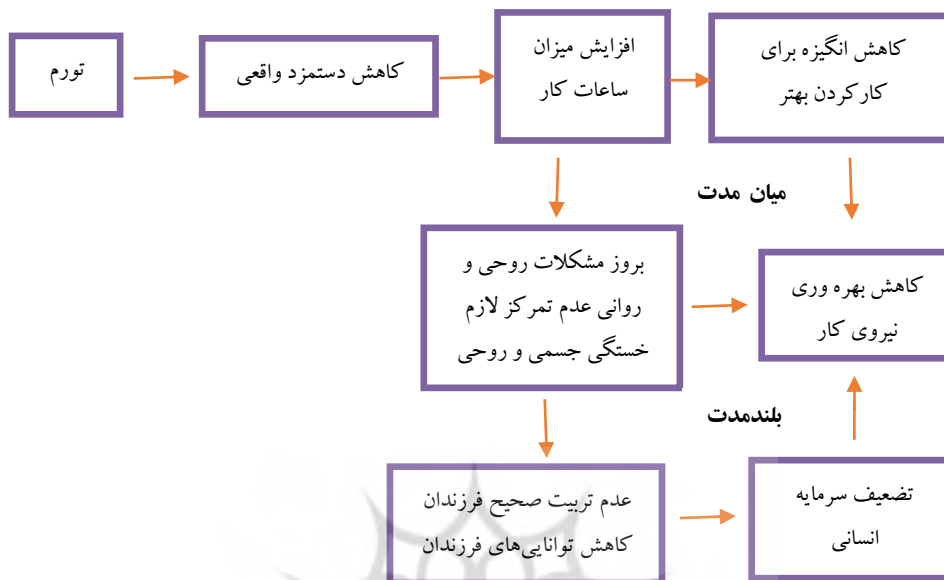 تورم
کاهش دستمزد واقعی
افزایش میزان
ساعات کار
کاهش انگیزه برای
کارکردن بهتر
میان مدت
بروز مشکلات روحی و
روانی عدم تمرکز لازم
خستگی جسمی و روحی
کاهش بهره وری
نیروی کار
بلندمدت
عدم تربیت صحیح فرزندان
کاهش توانایی‌های فرزندان
تضعیف سرمایه
انسانی